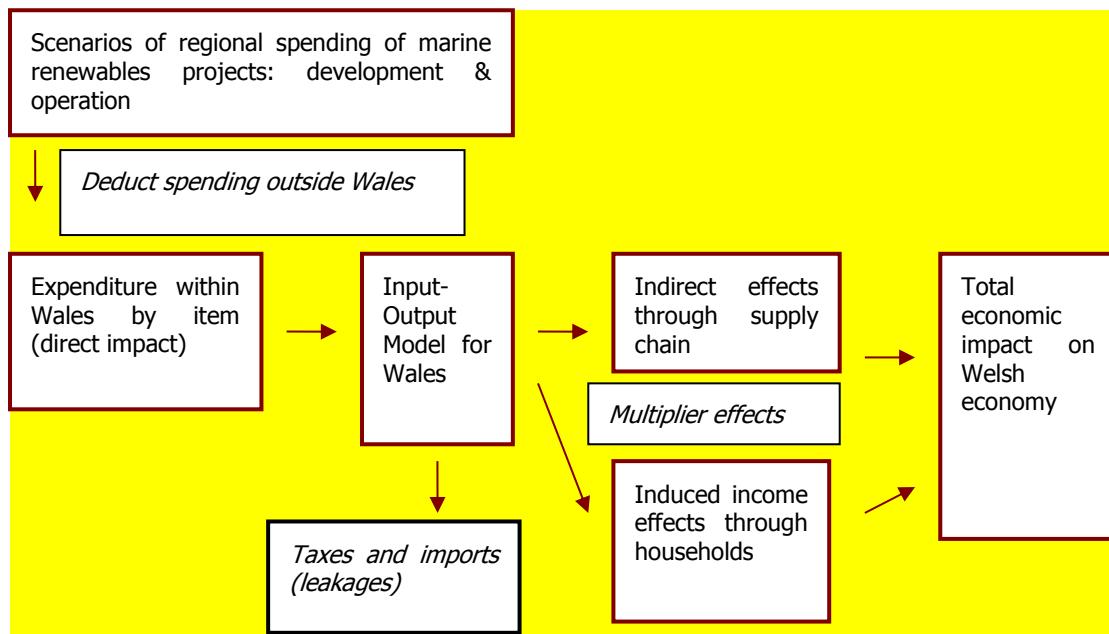 Scenarios of regional spending of marine
renewables projects: development &
operation
Deduct spending outside Wales
Expenditure within
Wales by item
(direct impact)
Input-
Output
Model for
Wales
Indirect effects
through supply
chain
Multiplier effects
Induced income
effects through
households
Total
economic
impact on
Welsh
economy
Taxes and imports
(leakages)